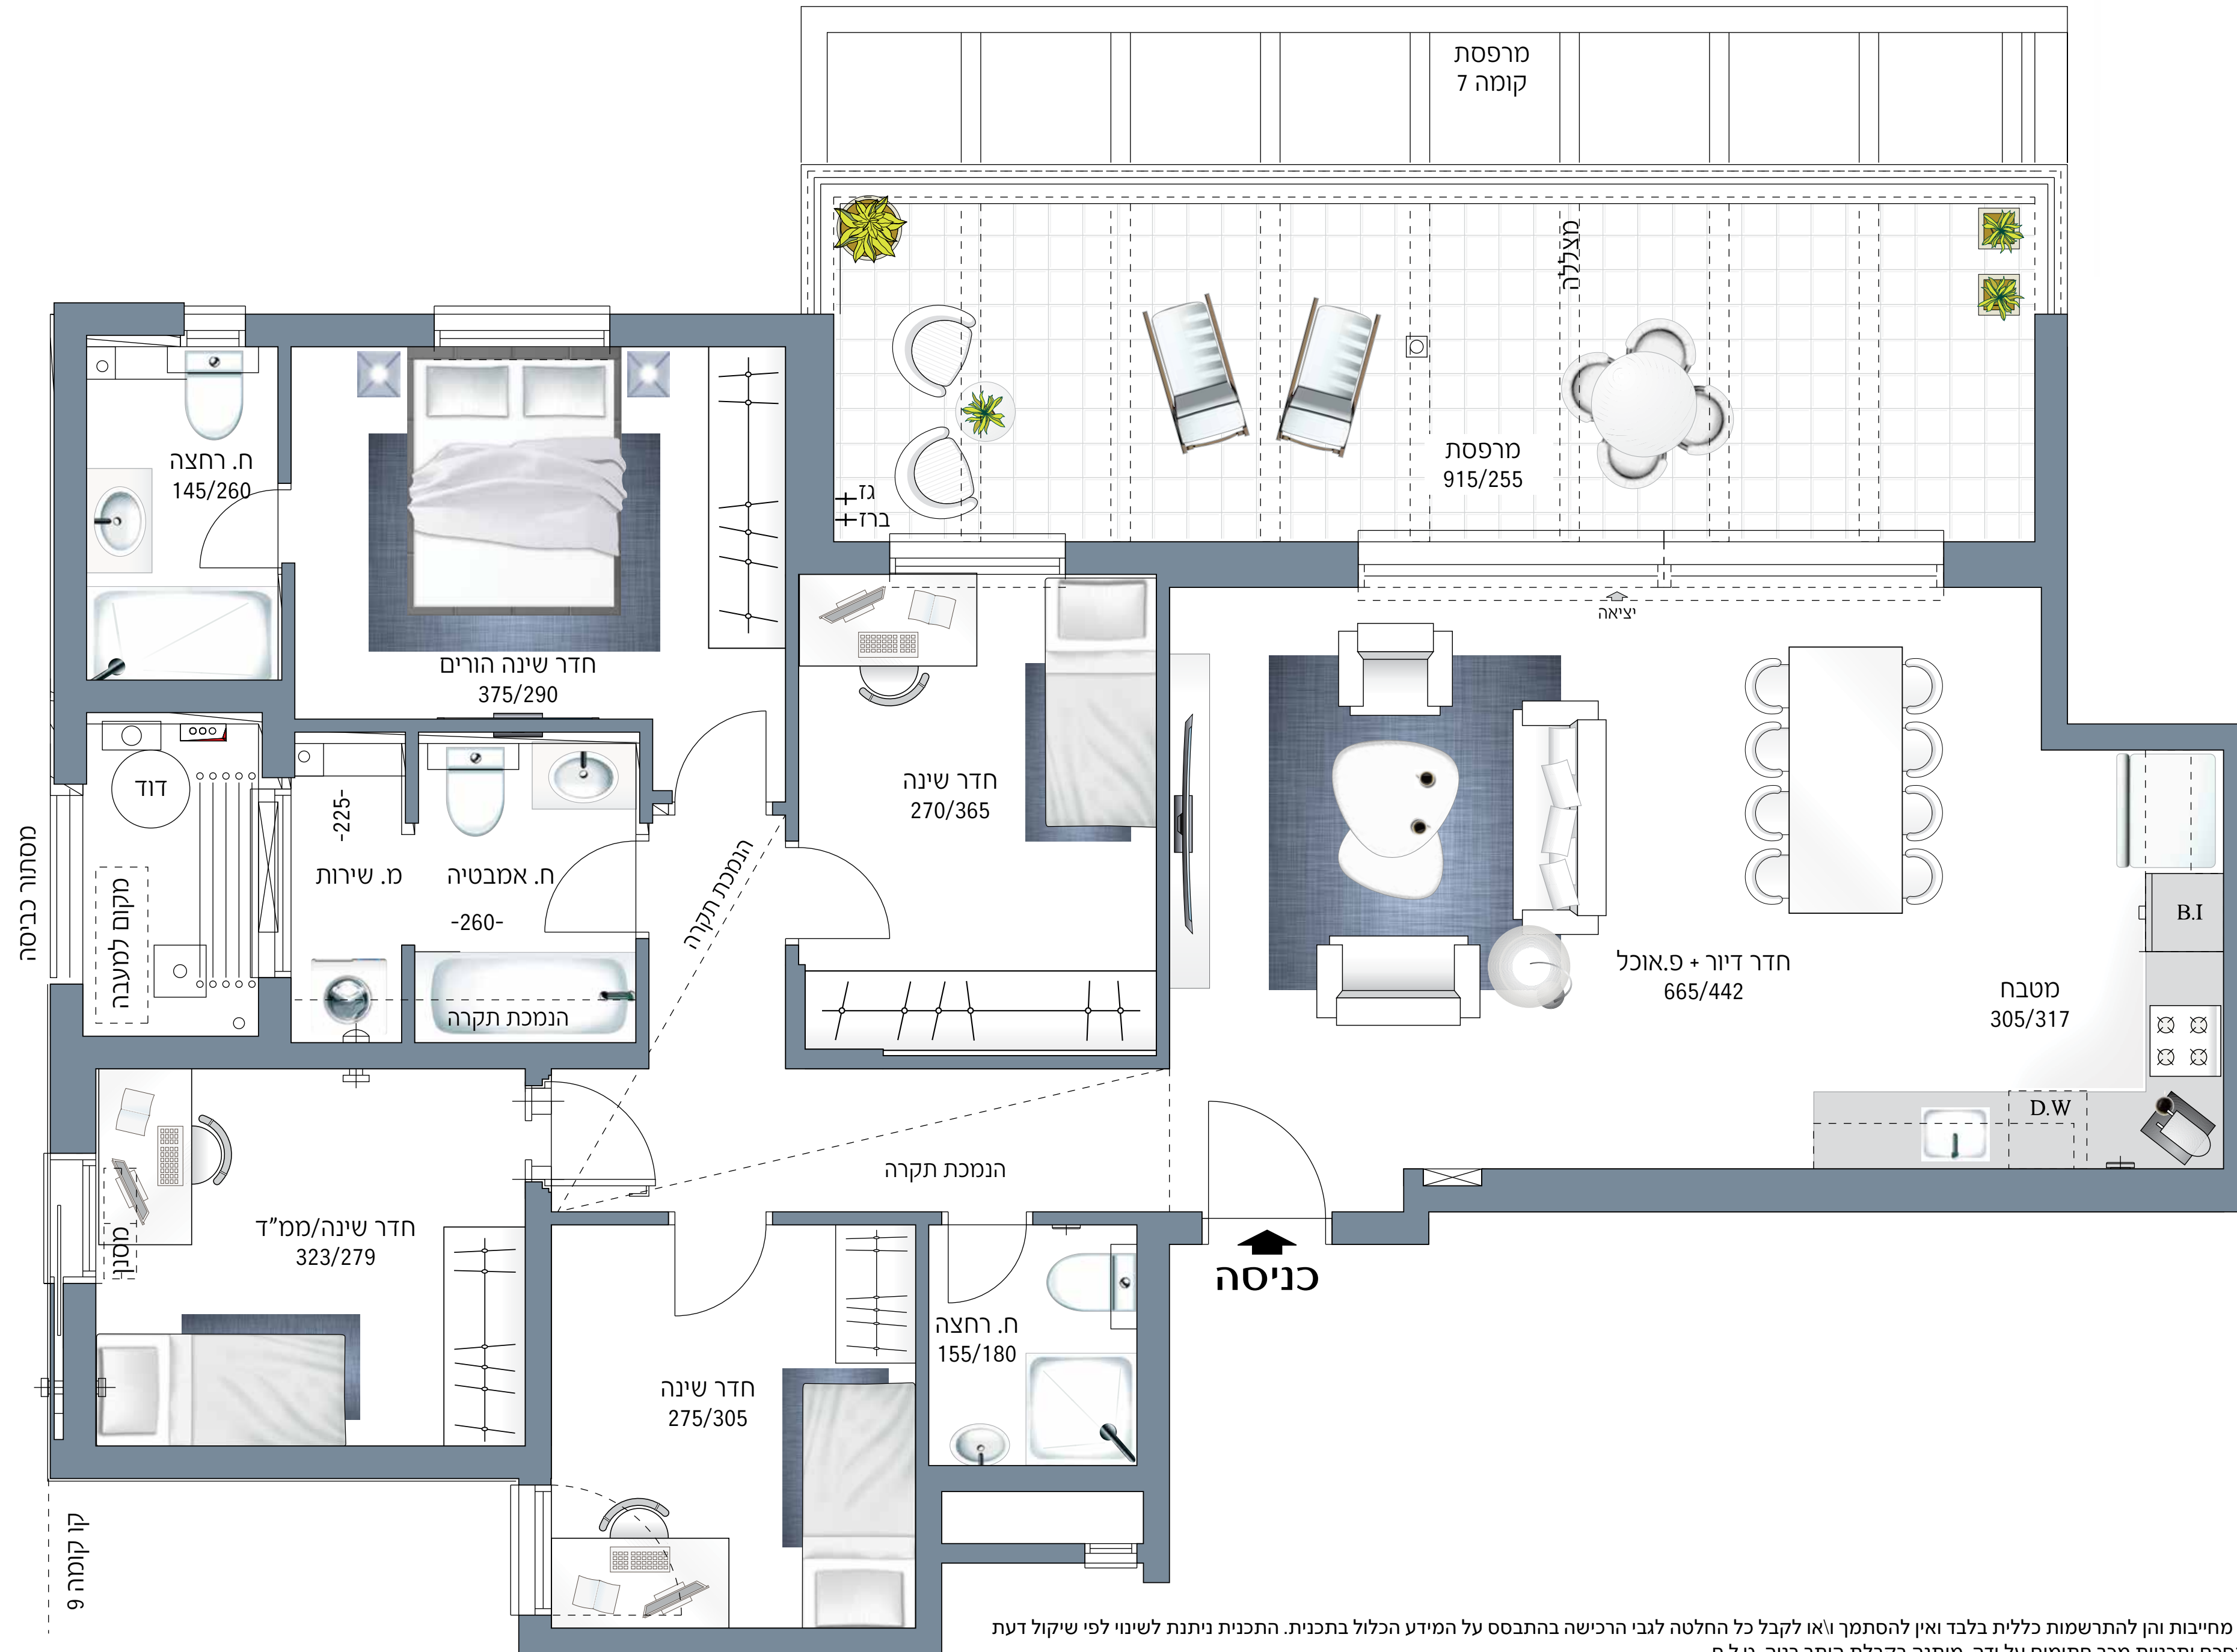 מרפסת
קומה 7
מצללה
מרפסת
915/255
גז
ברז
יציאה
ח. רחצה
145/260
חדר שינה הורים
375/290
חדר שינה
270/365
דוד
-225-
מ. שירות
ח. אמבטיה
-260-
הנמכת תקרה
הנמכת תקרה
מקום למעבה
מסתור כביסה
חדר דיור + פ.אוכל
665/442
מטבח
305/317
B.I
D.W
הנמכת תקרה
כניסה
חדר שינה/ממ"ד
323/279
מסנן
ח. רחצה
155/180
חדר שינה
275/305
קו קומה 9
מחייבות והן להתרשמות כללית בלבד ואין להסתמך ו\או לקבל כל החלטה לגבי הרכישה בהתבסס על המידע הכלול בתכנית. התכנית ניתנת לשינוי לפי שיקול דעת